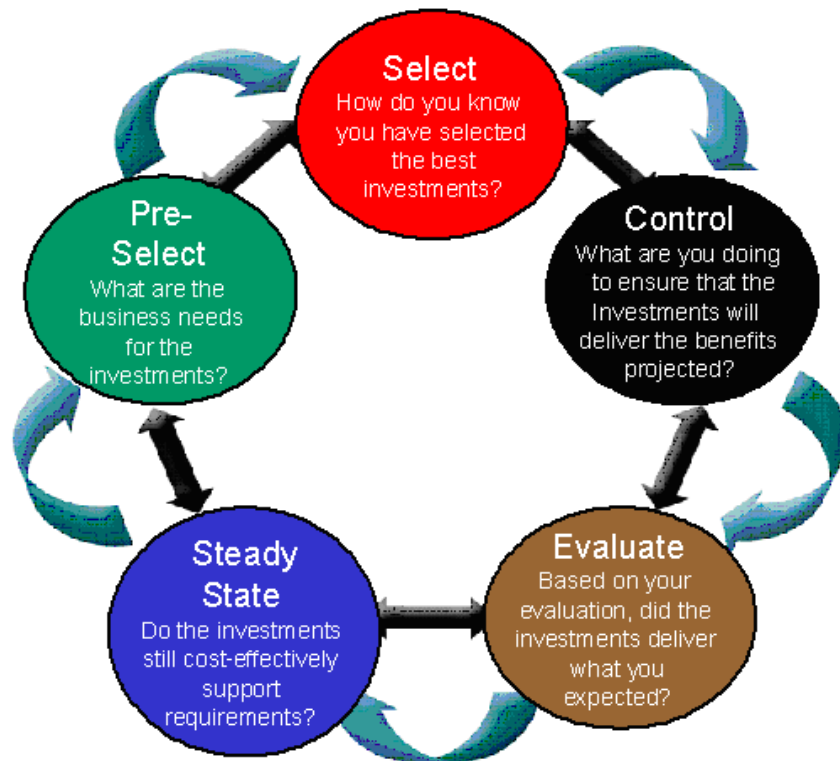 Select
How do you know
you have selected
the best
investments?
Pre-
Select
What are the
business needs
for the
investments?
Control
What are you doing
to ensure that the
Investments will
deliver the benefits
projected?
Steady
State
Do the investments
still cost-effectively
support
requirements?
Evaluate
Based on your
evaluation, did the
investments deliver
what you
expected?